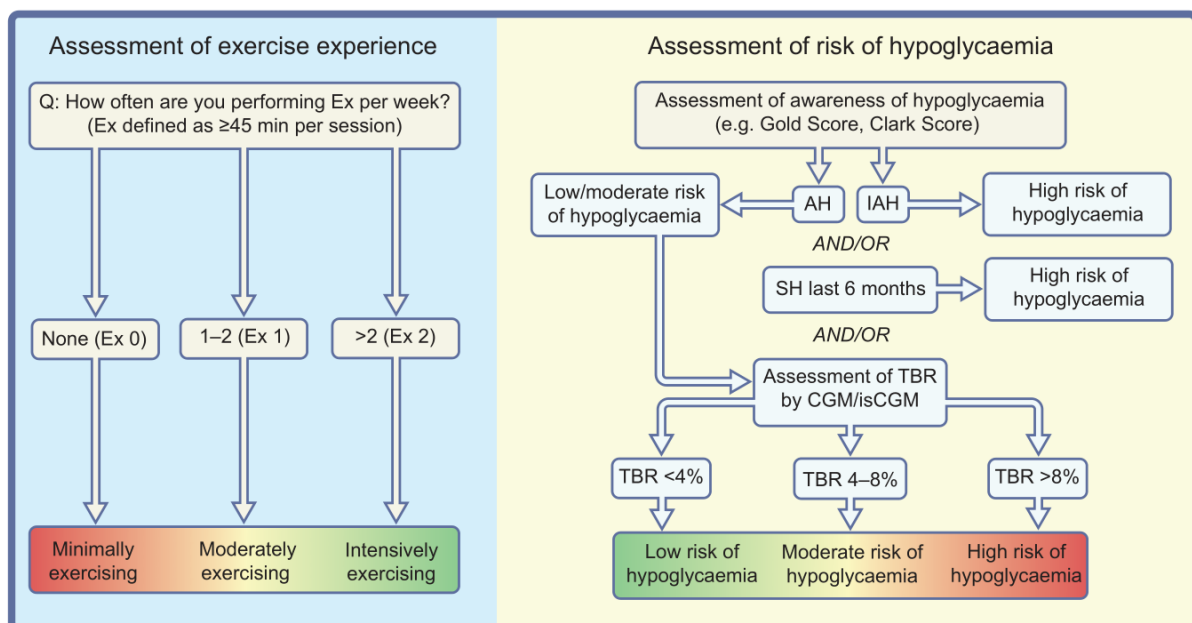 Assessment of exercise experience
Q: How often are you performing Ex per week?
(Ex defined as ≥45 min per session)
None (Ex 0)
1–2 (Ex 1)
>2 (Ex 2)
Minimally
exercising
Moderately
exercising
Intensively
exercising
Assessment of risk of hypoglycaemia
Assessment of awareness of hypoglycaemia
(e.g. Gold Score, Clark Score)
Low/moderate risk
of hypoglycaemia
AH
IAH
High risk of
hypoglycaemia
AND/OR
SH last 6 months
High risk of
hypoglycaemia
AND/OR
Assessment of TBR
by CGM/isCGM
TBR <4%
TBR 4–8%
TBR >8%
Low risk of
hypoglycaemia
Moderate risk of
hypoglycaemia
High risk of
hypoglycaemia